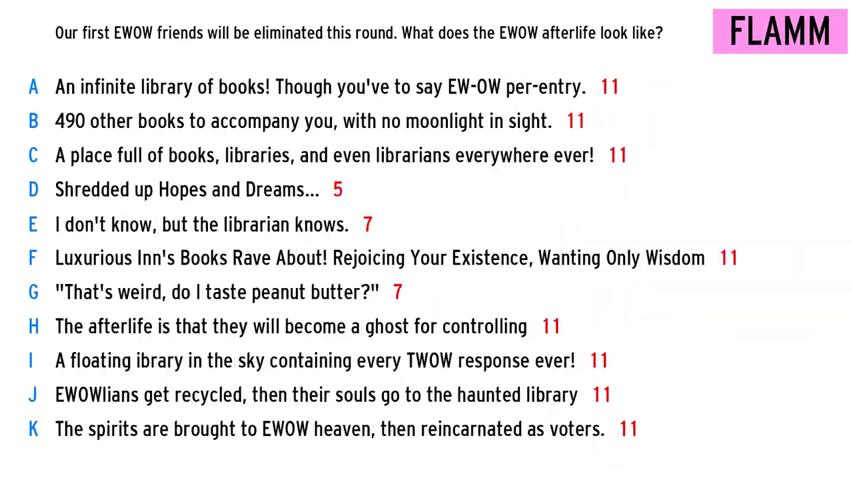 Our first EWOW friends will be eliminated this round. What does the EWOW afterlife look like?
FLAMM
A An infinite library of books! Though you've to say EW-OW per-entry. 11
B 490 other books to accompany you, with no moonlight in sight. 11
C A place full of books, libraries, and even librarians everywhere ever! 11
D Shredded up Hopes and Dreams... 5
E I don't know, but the librarian knows. 7
F Luxurious Inn's Books Rave About! Rejoicing Your Existence, Wanting Only Wisdom 11
G "That's weird, do I taste peanut butter?" 7
H The afterlife is that they will become a ghost for controlling 11
I A floating ibrary in the sky containing every TWOW response ever! 11
J EWOWlians get recycled, then their souls go to the haunted library 11
K The spirits are brought to EWOW heaven, then reincarnated as voters. 11